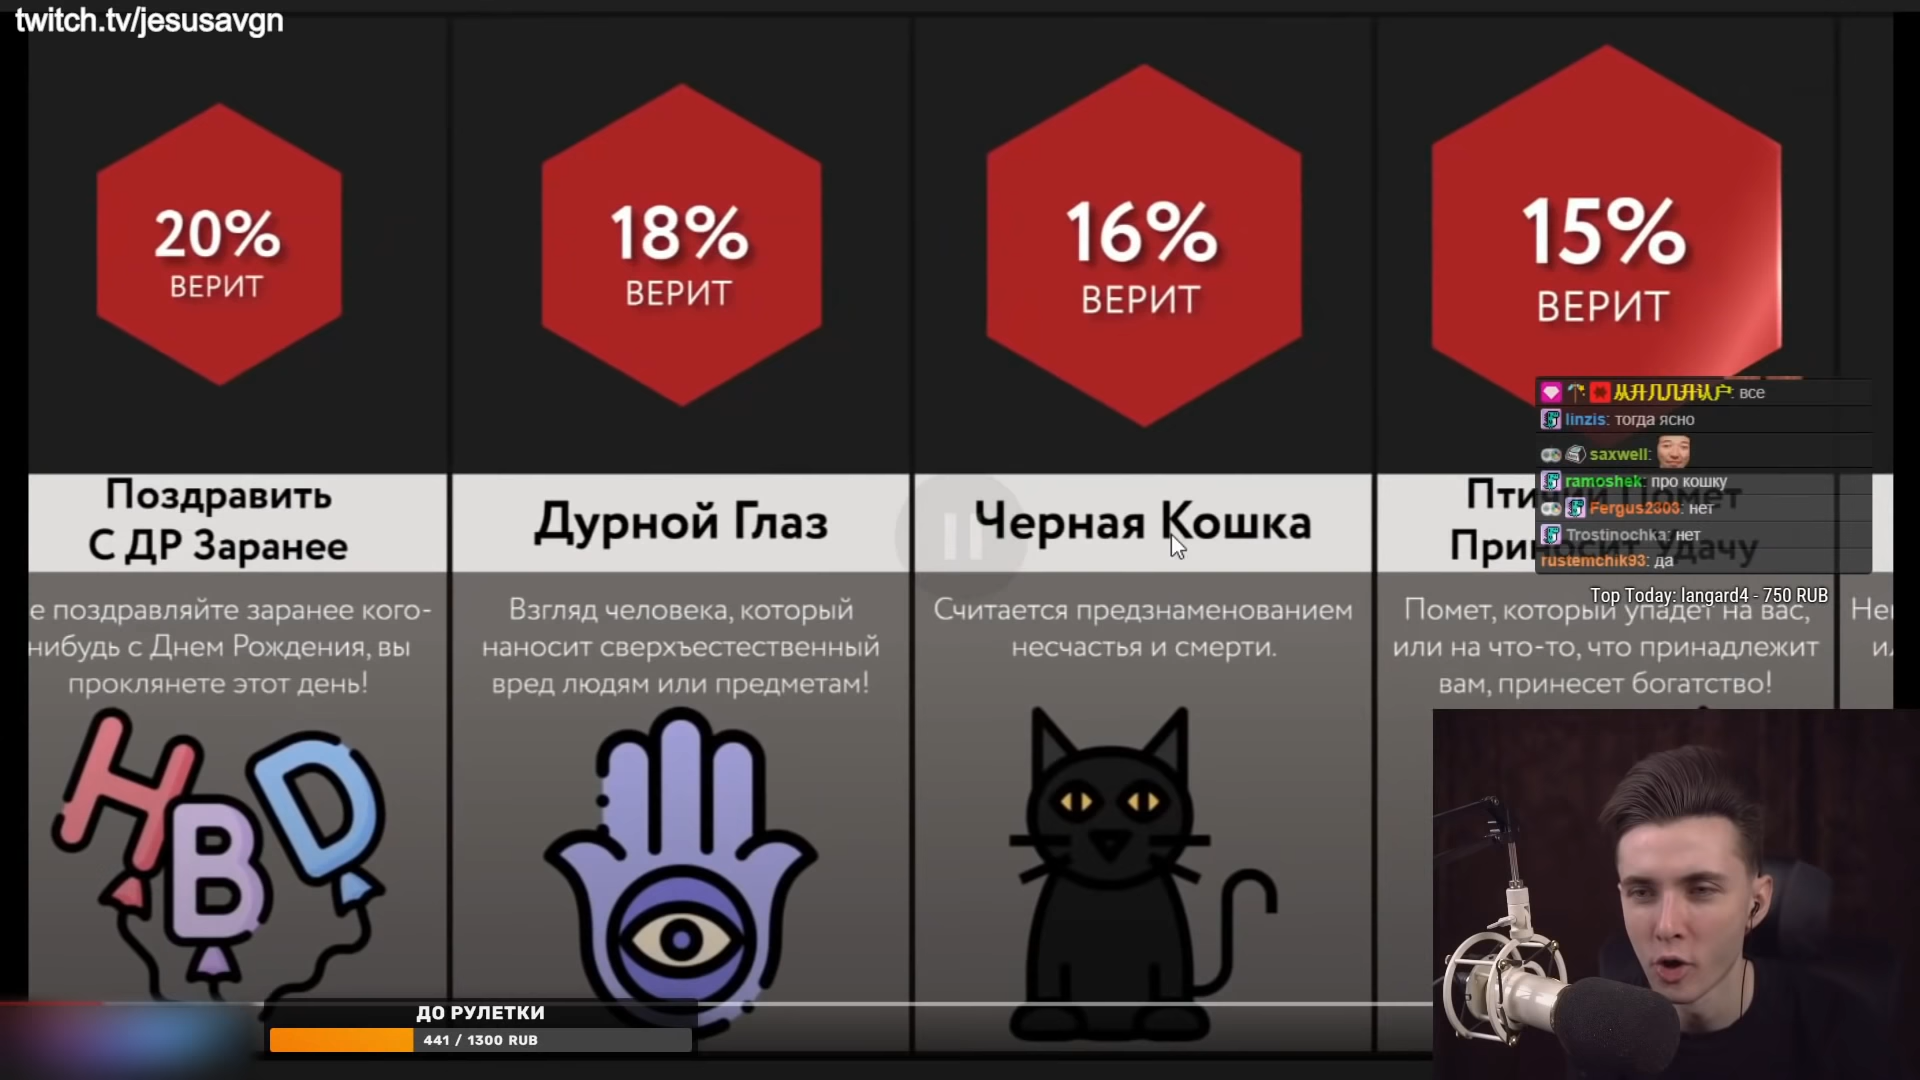 twitch.tv/jesusavgn
20%
ВЕРИТ
18%
ВЕРИТ
16%
ВЕРИТ
15%
ВЕРИТ
Поздравить
С ДР Заранее
Дурной Глаз
Черная Кошка
Птичий Помет
Приносит Удачу
е поздравляйте заранее кого-
нибудь с Днем Рождения, вы
проклянете этот день!
Взгляд человека, который
наносит сверхъестественный
вред людям или предметам!
Считается предзнаменованием
несчастья и смерти.
Помет, который упадет на вас,
или на что-то, что принадлежит
вам, принесет богатство!
: все
linzis: тогда ясно
saxwell:
ramoshek: про кошку
Fergus2303: нет
Trostinochka: нет
rustemchik93: да
Top Today: langard4 - 750 RUB
HBD
ДО РУЛЕТКИ
441 / 1300 RUB